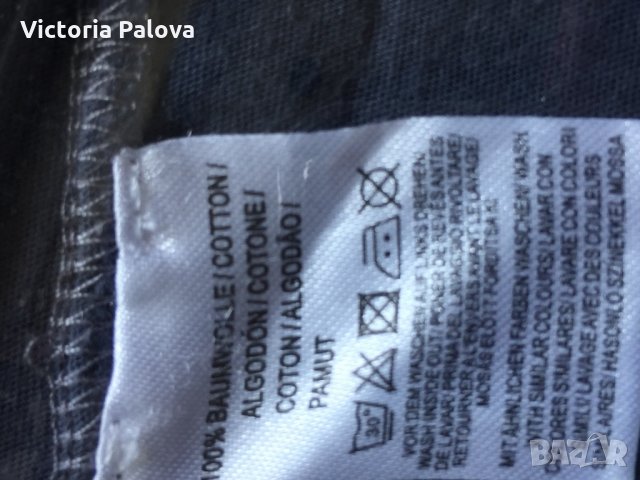 Victoria Palova
100% BAUMWOLLE / COTTON /
ALGODÓN / COTONE /
COTON / ALGODÃO /
PAMUT
30°
VOR DEM WASCHEN AUF LINKS DREHEN.
WASH INSIDE OUT. / PONER DE REVÉS ANTES
DE LAVAR / PRIMA DEL LAVAGGIO RIVOLTARE /
RETOURNER À L'ENVERS AVANT LE LAVAGE /
MOSÁS ELŐTT FORDÍTSA KI
MIT ÄHNLICHEN FARBEN WASCHEN / WASH
WITH SIMILAR COLOURS / LAVAR CON
COLORES SIMILARES / LAVARE CON COLORI
SIMILI / LAVAGE AVEC DES COULEURS
HASONLÓ SZÍNEKKEL MOSSA
bazar